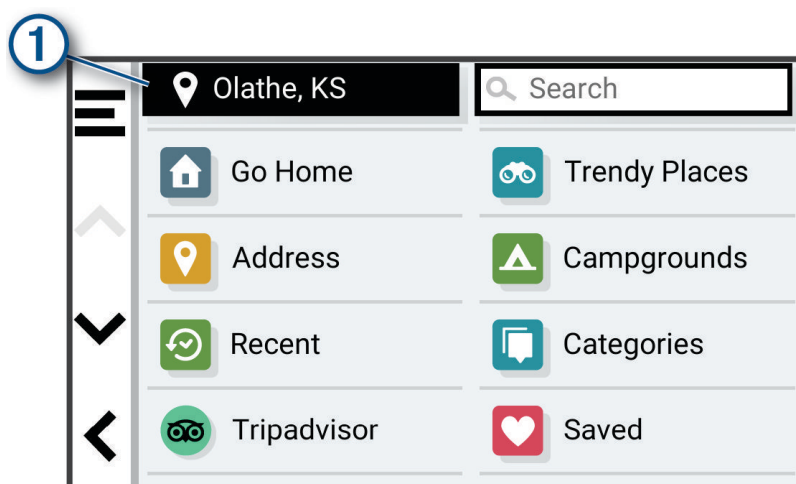 1
Olathe, KS
Search
Go Home
Trendy Places
Address
Campgrounds
Recent
Categories
Tripadvisor
Saved